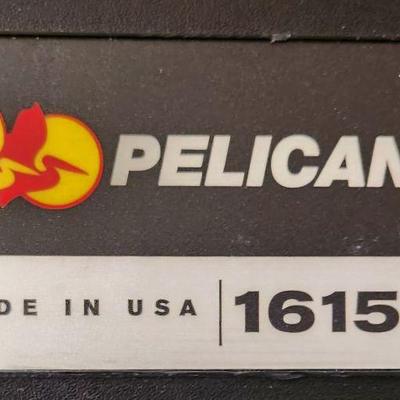 PELICAN
DE IN USA | 1615